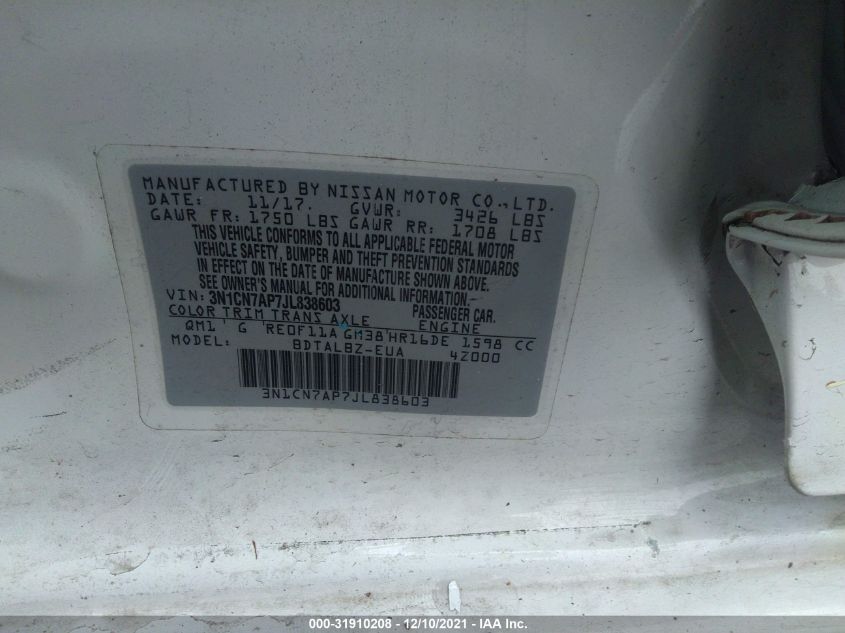 MANUFACTURED BY NISSAN MOTOR CO., LTD.
DATE: 11/17. GVWR: 3426 LBS
GAWR FR: 1750 LBS GAWR RR: 1708 LBS
THIS VEHICLE CONFORMS TO ALL APPLICABLE FEDERAL MOTOR
VEHICLE SAFETY, BUMPER AND THEFT PREVENTION STANDARDS
IN EFFECT ON THE DATE OF MANUFACTURE SHOWN ABOVE.
SEE OWNER'S MANUAL FOR ADDITIONAL INFORMATION.
VIN: 3N1CN7AP7JL838603 PASSENGER CAR.
COLOR TRIM TRANS AXLE ENGINE
QM1 G RE0F11A GM38 HR16DE 1598 CC
MODEL: BDTALBZ-EUA 4Z000
3N1CN7AP7JL838603
000-31910208 - 12/10/2021 - IAA Inc.